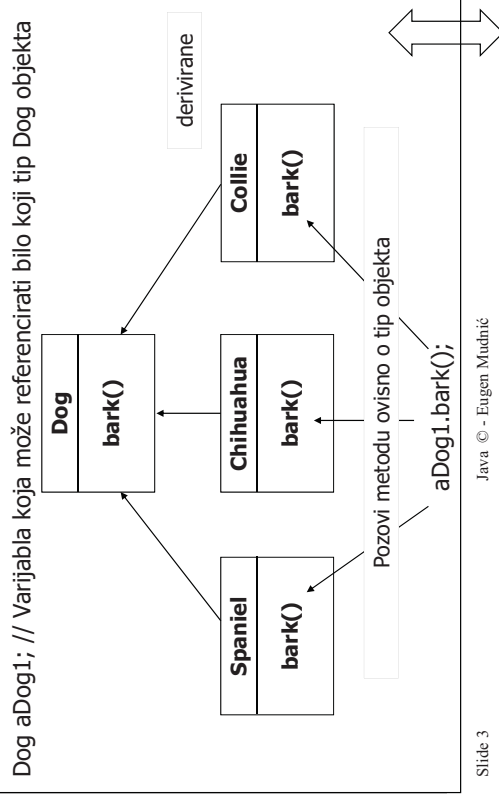 Dog aDog1; // Varijabla koja može referencirati bilo koji tip Dog objekta
Dog
bark()
derivirane
Spaniel
bark()
Chihuahua
bark()
Collie
bark()
Pozovi metodu ovisno o tip objekta
aDog1.bark();
Slide 3
Java © - Eugen Mudnić